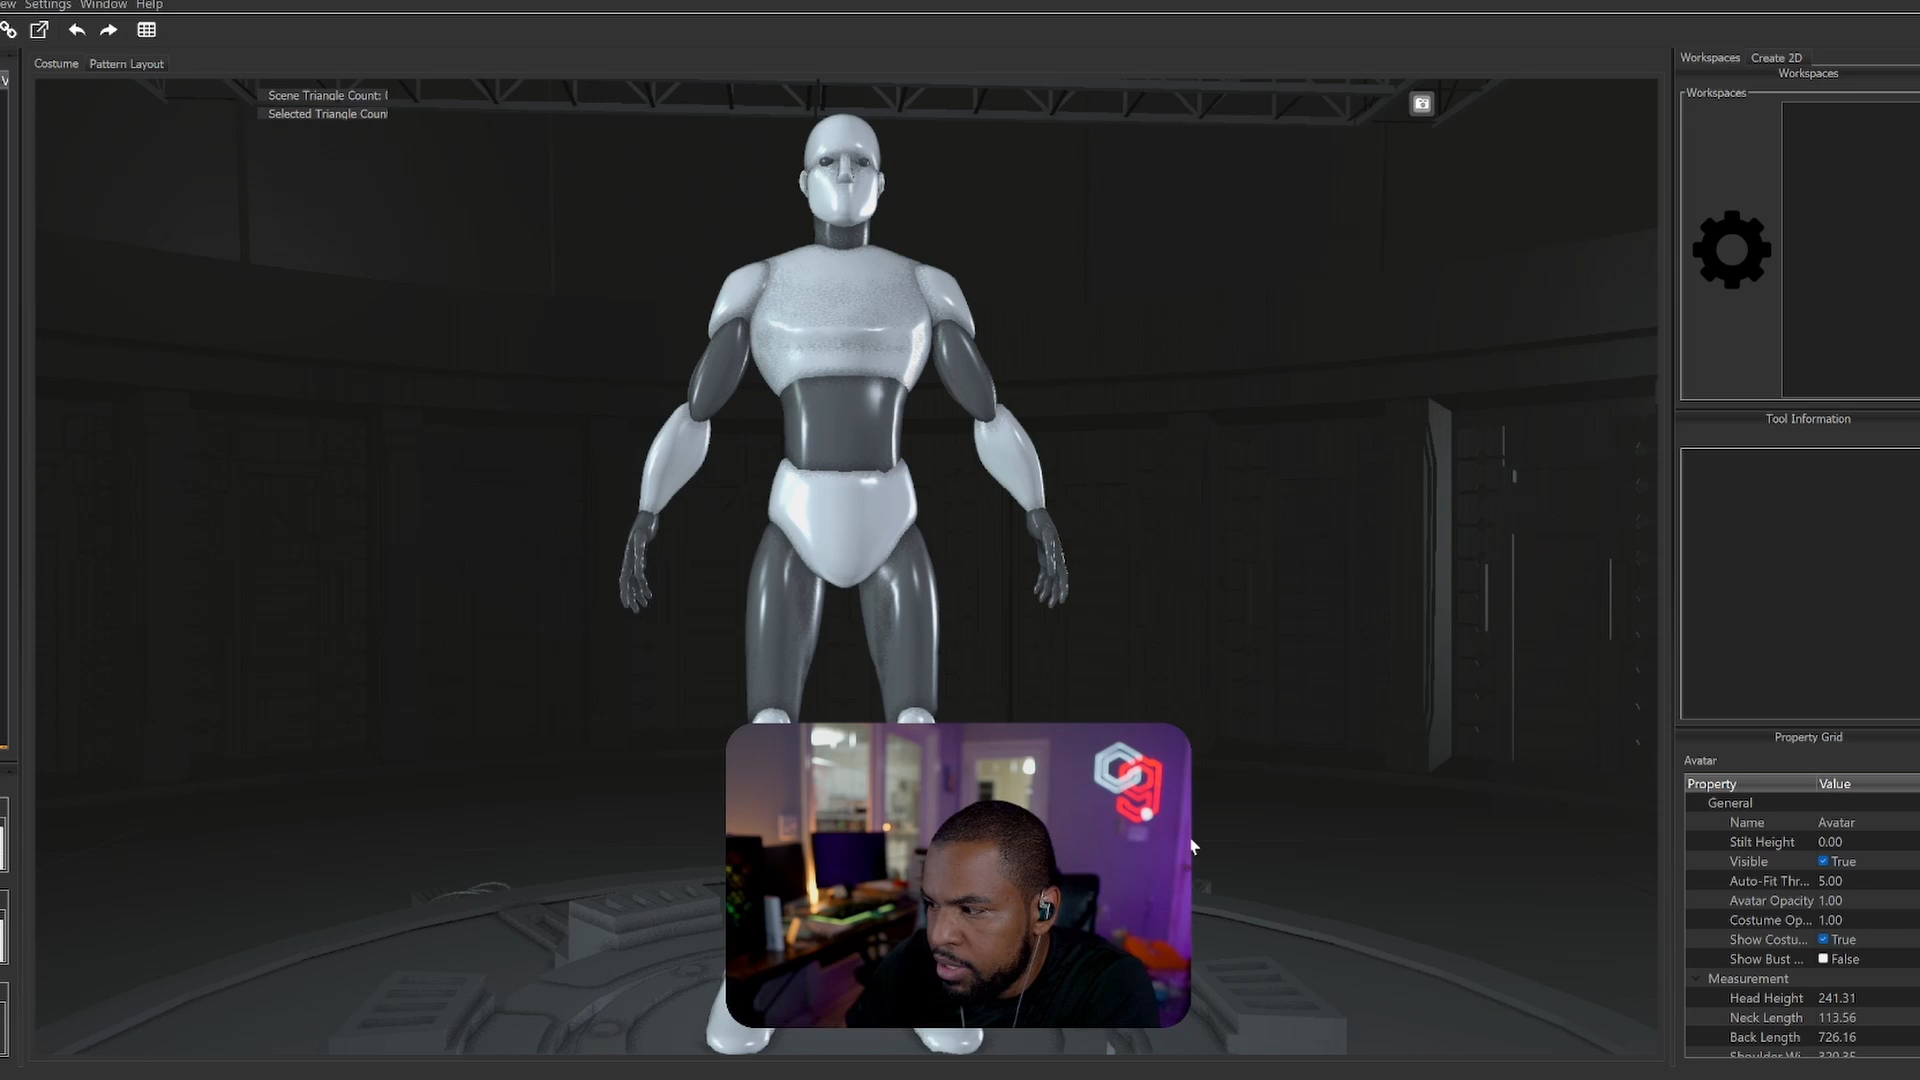 Settings Window Help
Costume Pattern Layout
Scene Triangle Count:
Selected Triangle Count
Workspaces Create 2D
Workspaces
Workspaces
Tool Information
Property Grid
Avatar
Property Value
General
Name Avatar
Stilt Height 0.00
Visible True
Auto-Fit Thr... 5.00
Avatar Opacity 1.00
Costume Op... 1.00
Show Costu... True
Show Bust ... False
Measurement
Head Height 241.31
Neck Length 113.56
Back Length 726.16